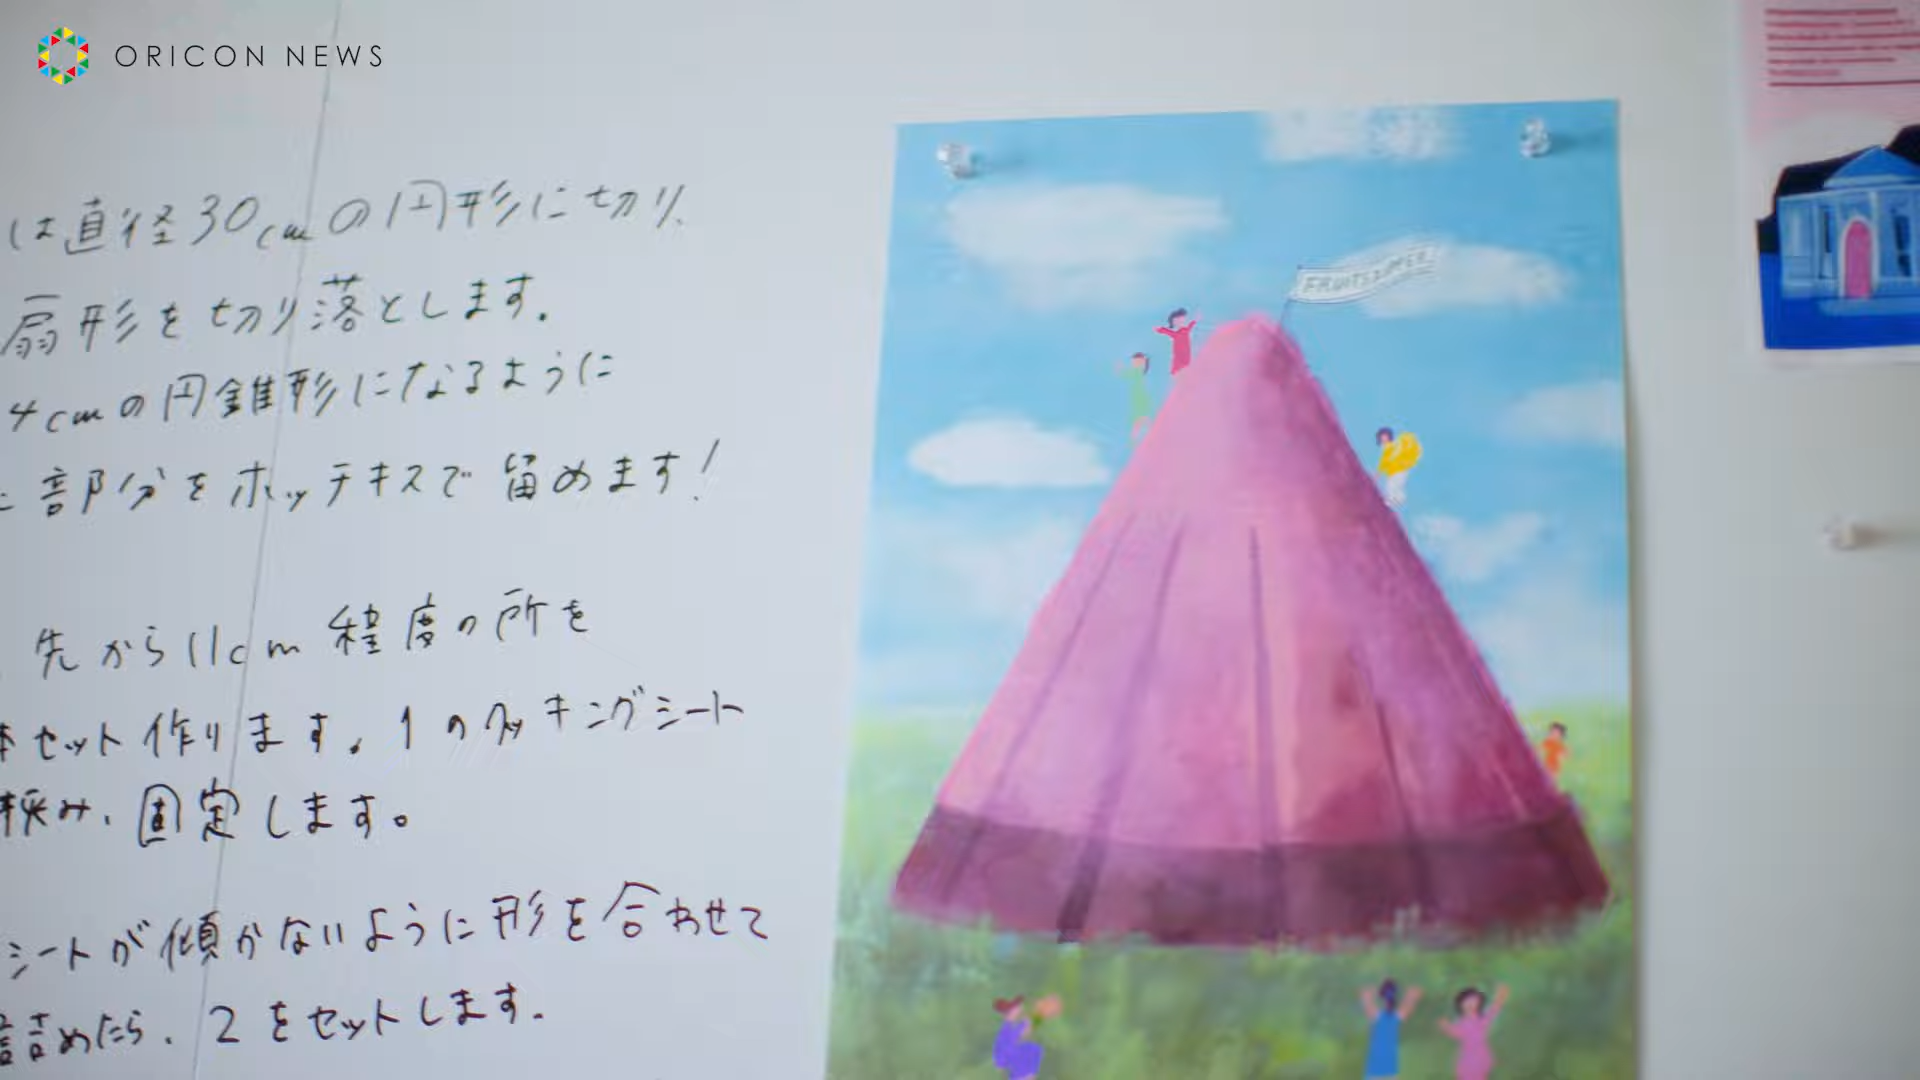 ORICON NEWS
は直径30cmの円形に切り、
扇形を切り落とします.
4cmの円錐形になるように
部分をホッチキスで留めます!
先から11cm程度の所を
セット作ります。1のクッキングシート
挟み、固定します。
シートが傾かないように形を合わせて
詰めたら、2をセットします.
FRUITS ZIPPER